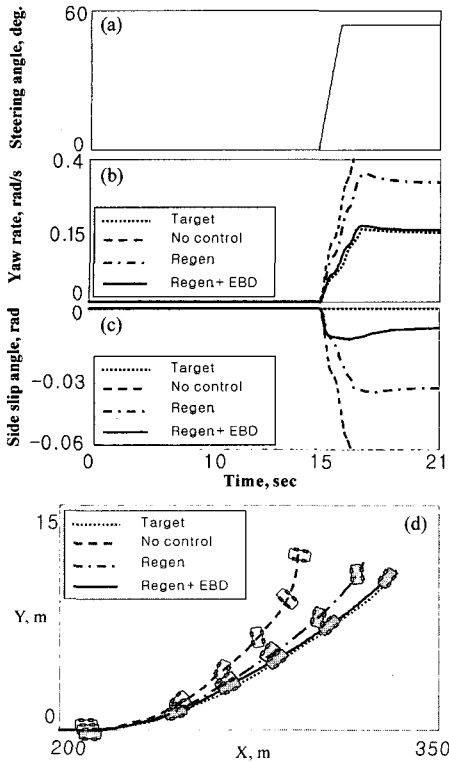 60
(a)
Steering angle, deg.
0
0.4
(b)
Yaw rate, rad/s
Target
No control
0.15
Regen
Regen + EBD
0
0
(c)
Side slip angle, rad
Target
-0.03
No control
Regen
Regen + EBD
-0.06
0
10
15
21
Time, sec
15
Target
(d)
No control
Regen
Regen + EBD
Y, m
0
200
350
X, m